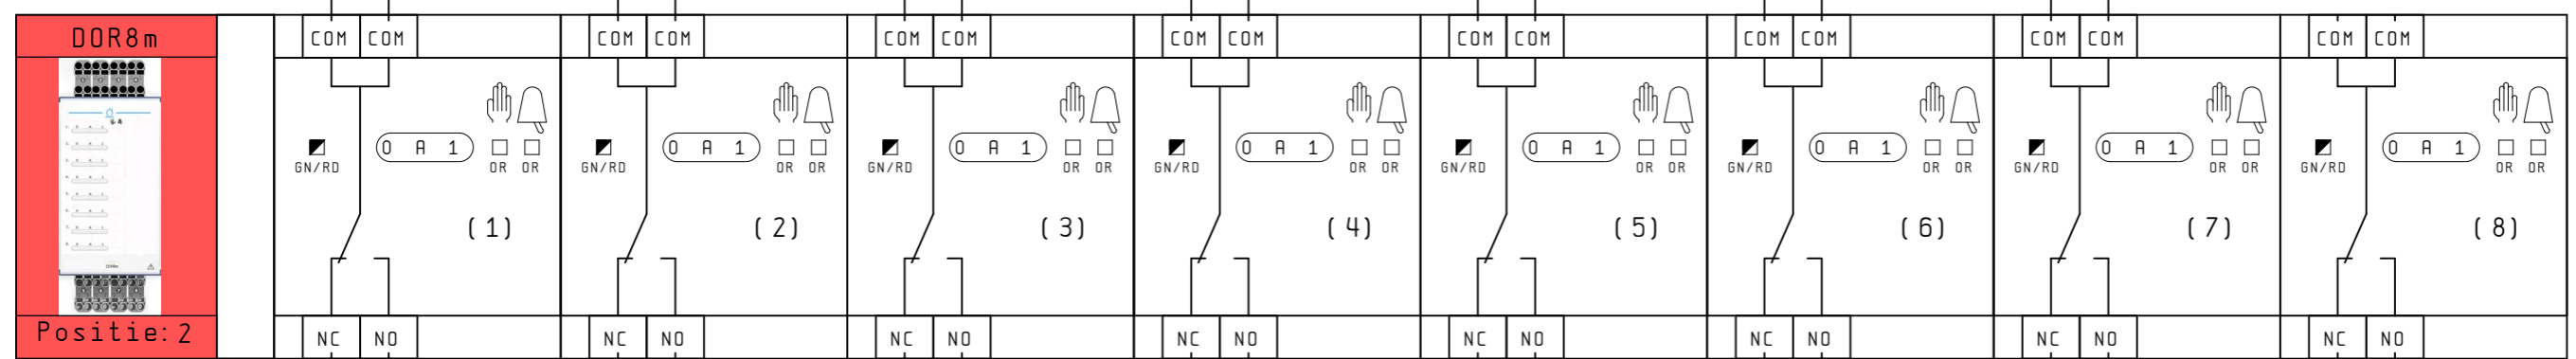 DOR8m
COM COM COM COM COM COM COM COM COM COM COM COM COM COM COM COM
0 A 1 0 A 1 0 A 1 0 A 1 0 A 1 0 A 1 0 A 1 0 A 1
GN/RD OR OR GN/RD OR OR GN/RD OR OR GN/RD OR OR GN/RD OR OR GN/RD OR OR GN/RD OR OR GN/RD OR OR
(1) (2) (3) (4) (5) (6) (7) (8)
Positie: 2
NC NO NC NO NC NO NC NO NC NO NC NO NC NO NC NO